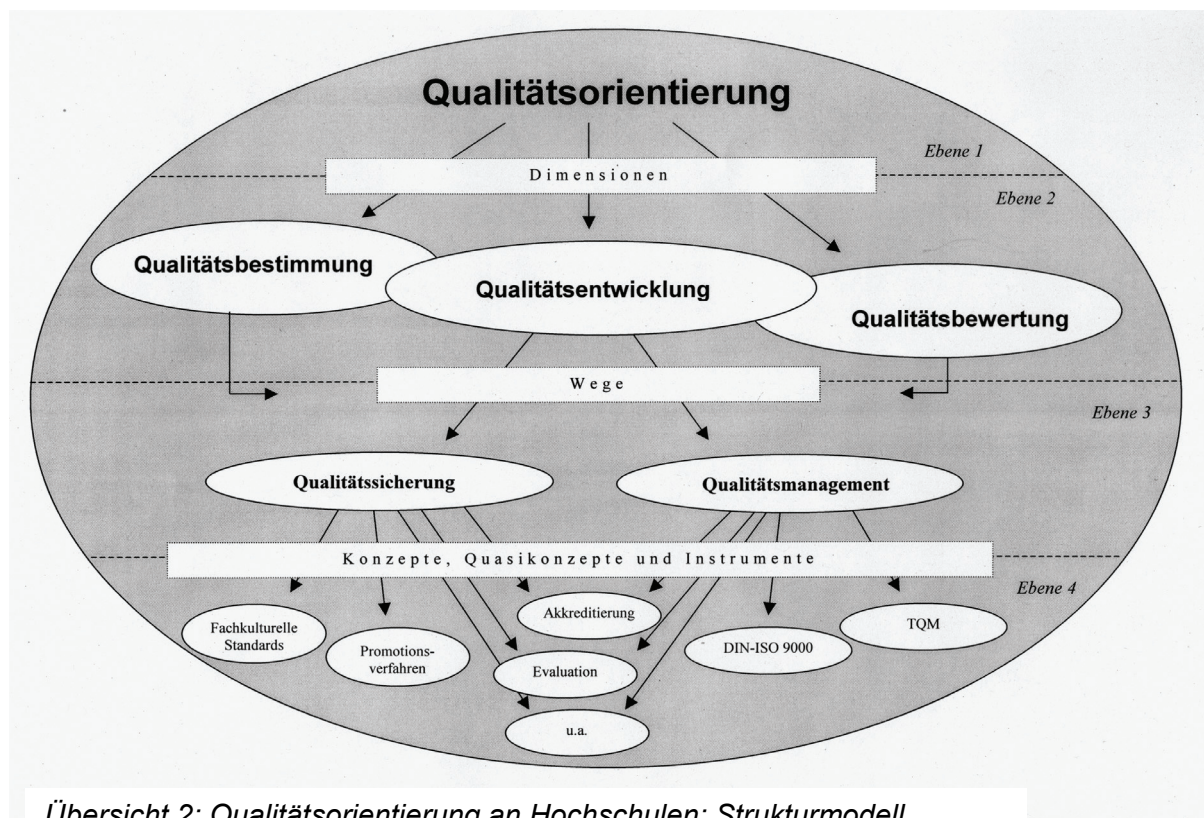 Qualitätsorientierung
Ebene 1
Dimensionen
Ebene 2
Qualitätsbestimmung
Qualitätsentwicklung
Qualitätsbewertung
Wege
Ebene 3
Qualitätssicherung
Qualitätsmanagement
Konzepte, Quasikonzepte und Instrumente
Ebene 4
Fachkulturelle
Standards
Promotions-
verfahren
Akkreditierung
Evaluation
u.a.
DIN-ISO 9000
TQM
Übersicht 2: Qualitätsorientierung an Hochschulen: Strukturmodell